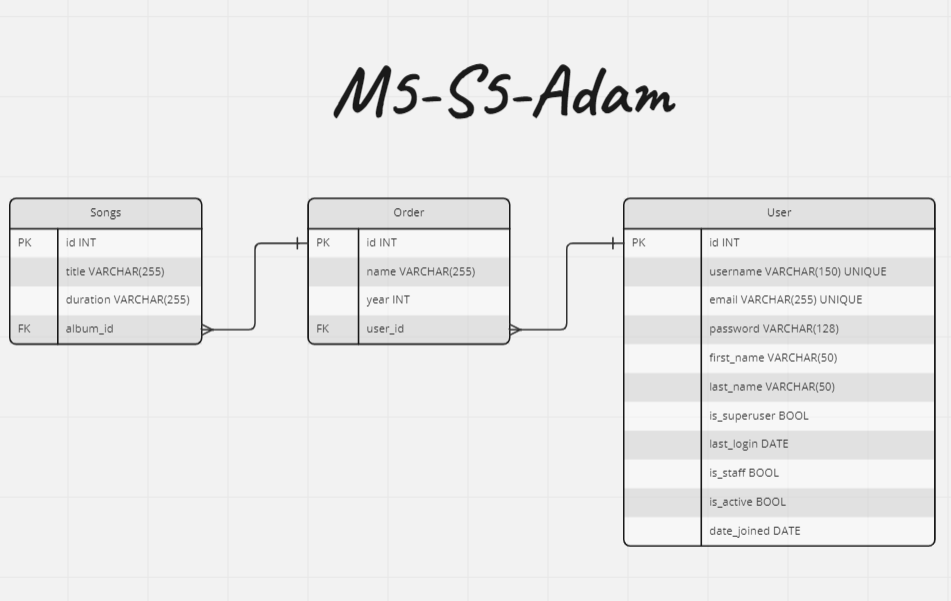 M5-S5-Adam
Songs
PK id INT
title VARCHAR(255)
duration VARCHAR(255)
FK album_id
Order
PK id INT
name VARCHAR(255)
year INT
FK user_id
User
PK id INT
username VARCHAR(150) UNIQUE
email VARCHAR(255) UNIQUE
password VARCHAR(128)
first_name VARCHAR(50)
last_name VARCHAR(50)
is_superuser BOOL
last_login DATE
is_staff BOOL
is_active BOOL
date_joined DATE